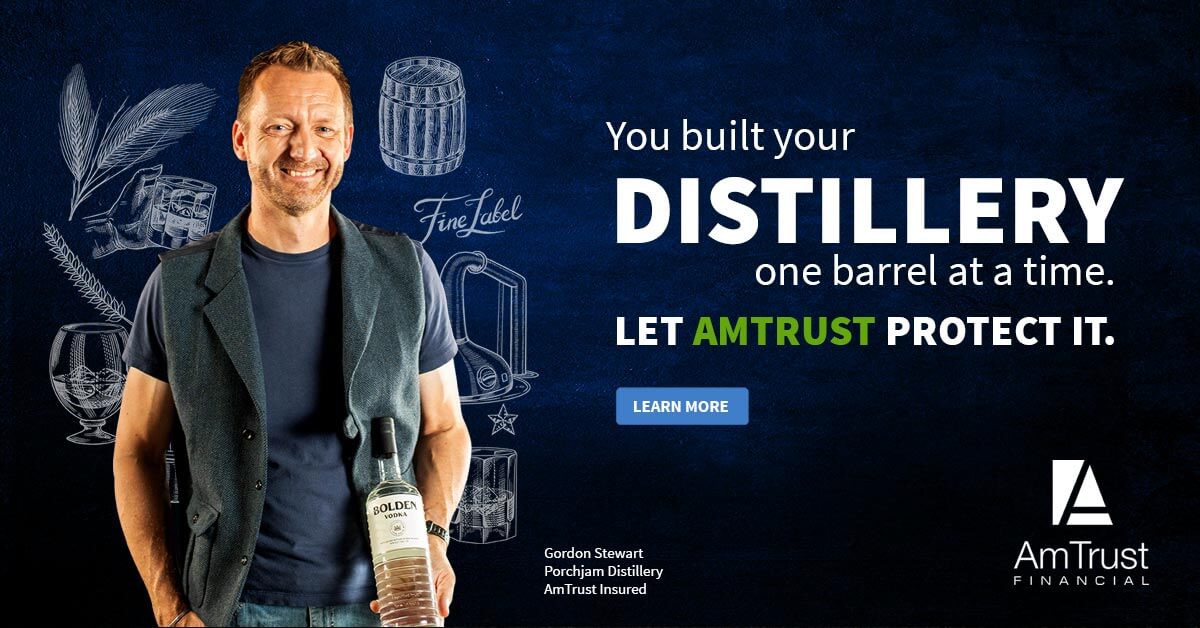 You built your
DISTILLERY
one barrel at a time.
LET AMTRUST PROTECT IT.
LEARN MORE
Fine Label
BOLDEN
VODKA
Gordon Stewart
Porchjam Distillery
AmTrust Insured
AmTrust
FINANCIAL